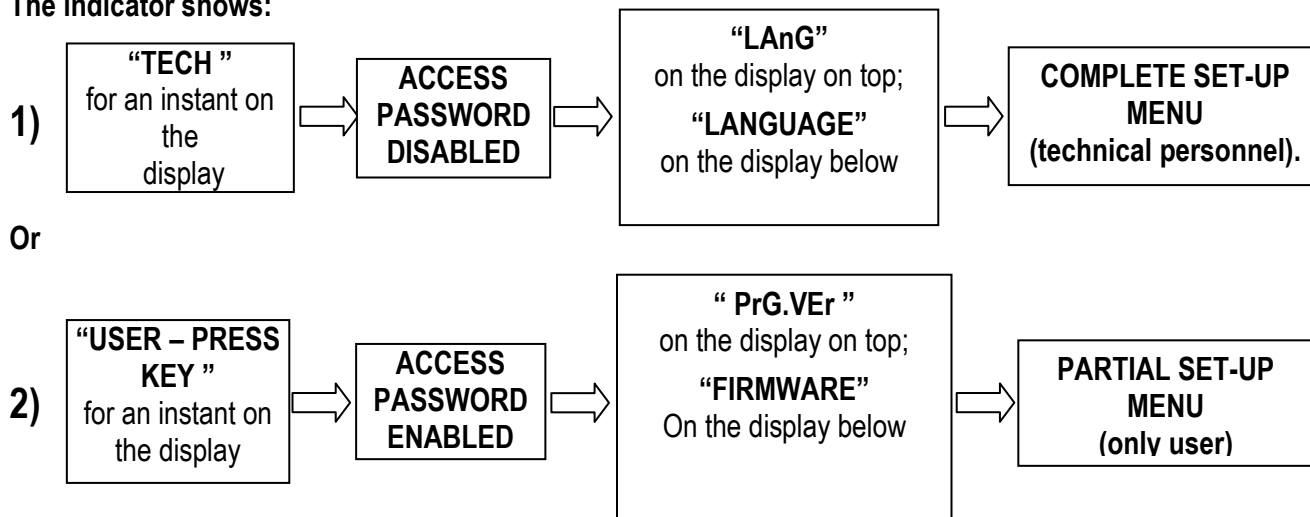 The indicator shows:
1)
“TECH ”
for an instant on
the
display
ACCESS
PASSWORD
DISABLED
“LAnG”
on the display on top;
“LANGUAGE”
on the display below
COMPLETE SET-UP
MENU
(technical personnel).
Or
2)
“USER – PRESS
KEY ”
for an instant on
the display
ACCESS
PASSWORD
ENABLED
“ PrG.VEr ”
on the display on top;
“FIRMWARE”
On the display below
PARTIAL SET-UP
MENU
(only user)